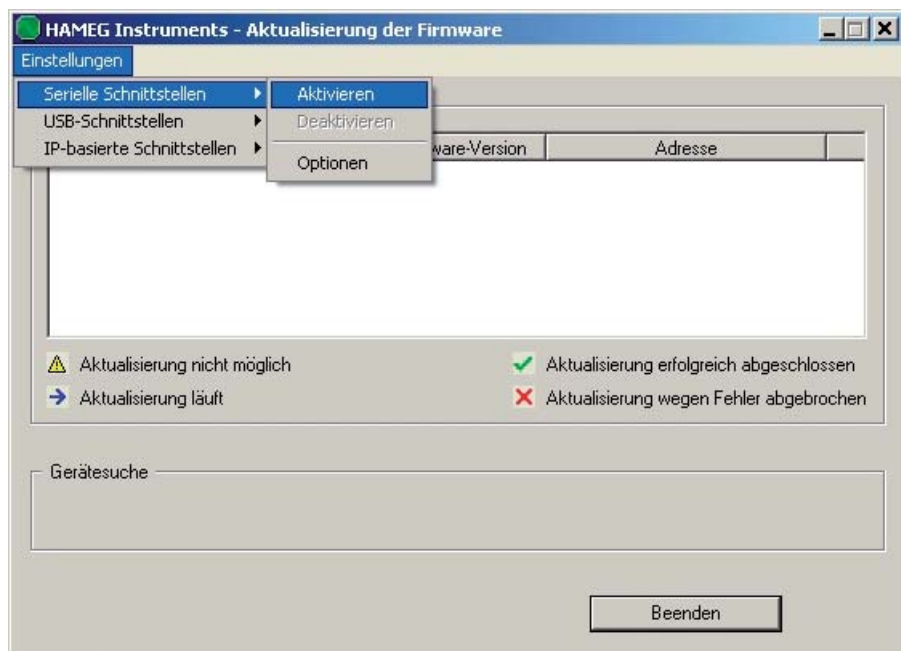 HAMEG Instruments - Aktualisierung der Firmware
Einstellungen
Serielle Schnittstellen
USB-Schnittstellen
IP-basierte Schnittstellen
Aktivieren
Deaktivieren
Optionen
ware-Version
Adresse
Aktualisierung nicht möglich
Aktualisierung erfolgreich abgeschlossen
Aktualisierung läuft
Aktualisierung wegen Fehler abgebrochen
Gerätesuche
Beenden